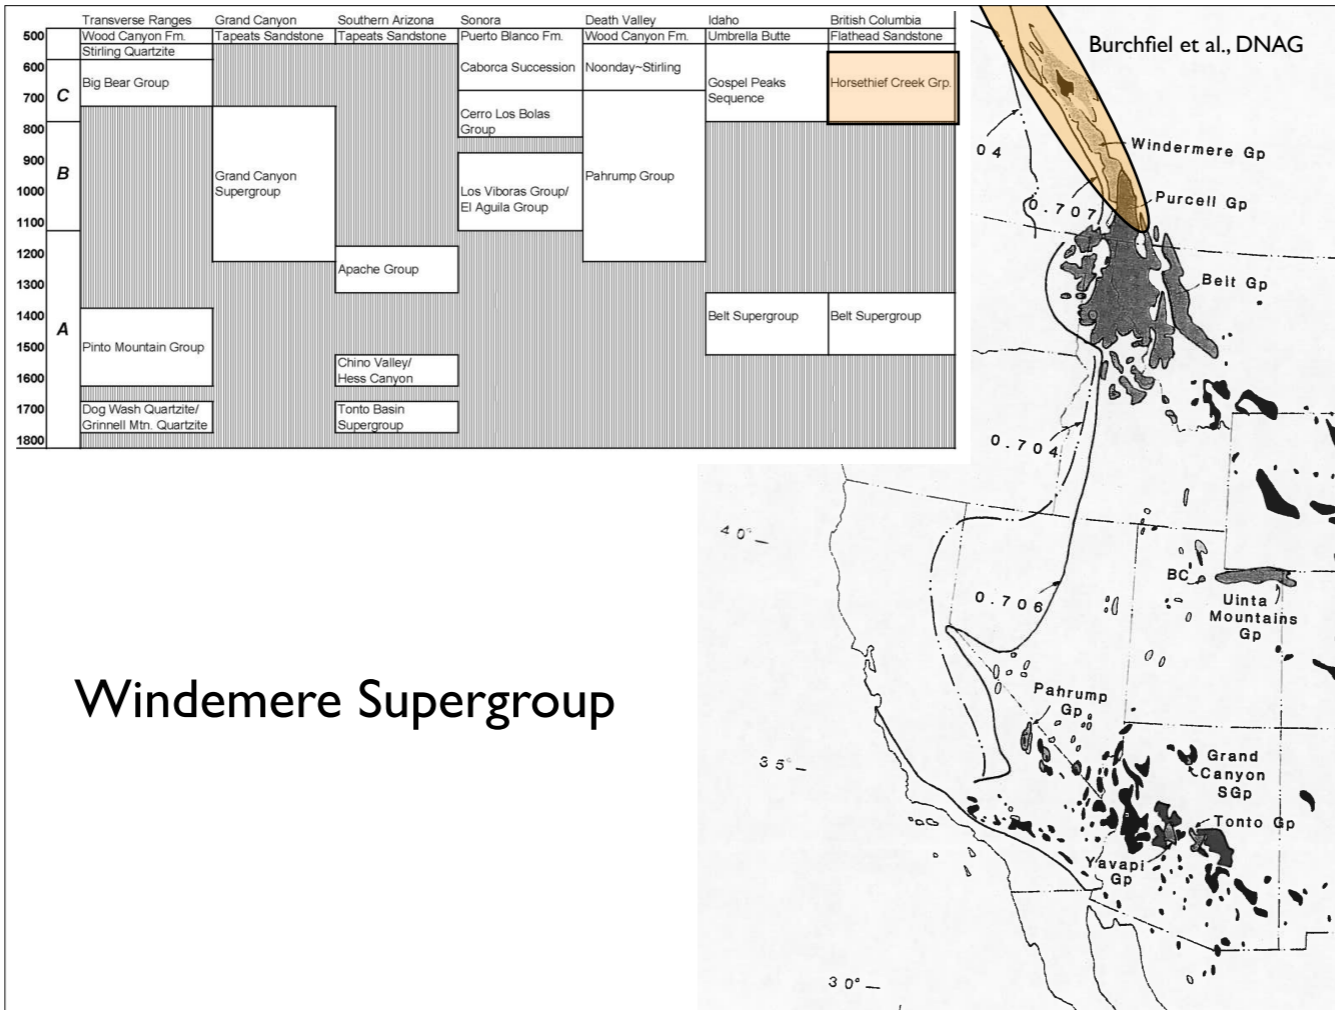 Transverse Ranges Grand Canyon Southern Arizona Sonora Death Valley Idaho British Columbia
500 Wood Canyon Fm. Tapeats Sandstone Tapeats Sandstone Puerto Blanco Fm. Wood Canyon Fm. Umbrella Butte Flathead Sandstone
Stirling Quartzite
600
Big Bear Group
Caborca Succession
Noonday~Stirling
Gospel Peaks
Sequence
Horsethief Creek Grp.
C
700
Cerro Los Bolas
Group
800
900
B
Grand Canyon
Supergroup
Los Viboras Group/
El Aguila Group
Pahrump Group
1000
1100
1200
Apache Group
1300
1400
A
Belt Supergroup
Belt Supergroup
Pinto Mountain Group
1500
Chino Valley/
Hess Canyon
1600
1700
Dog Wash Quartzite/
Grinnell Mtn. Quartzite
Tonto Basin
Supergroup
1800
Burchfiel et al., DNAG
Windermere Gp
04
Purcell Gp
0.707
Belt Gp
0.704
40°
BC
Uinta
Mountains
Gp
0.706
Windemere Supergroup
Pahrump
Gp
Grand
Canyon
SGp
35°
Tonto Gp
Yavapi
Gp
30°